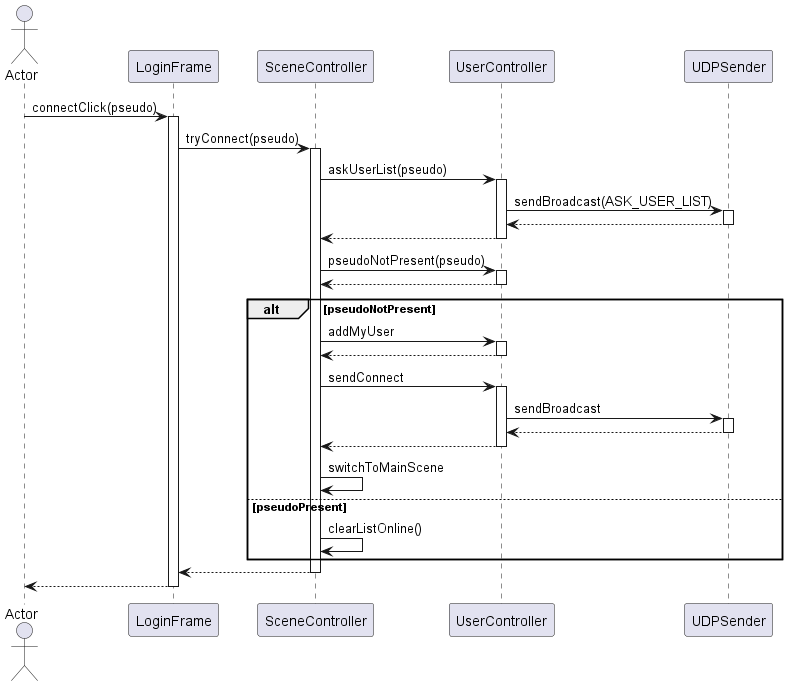 Actor
LoginFrame
SceneController
UserController
UDPSender
connectClick(pseudo)
tryConnect(pseudo)
askUserList(pseudo)
sendBroadcast(ASK_USER_LIST)
pseudoNotPresent(pseudo)
alt
[pseudoNotPresent]
addMyUser
sendConnect
sendBroadcast
switchToMainScene
[pseudoPresent]
clearListOnline()
Actor
LoginFrame
SceneController
UserController
UDPSender